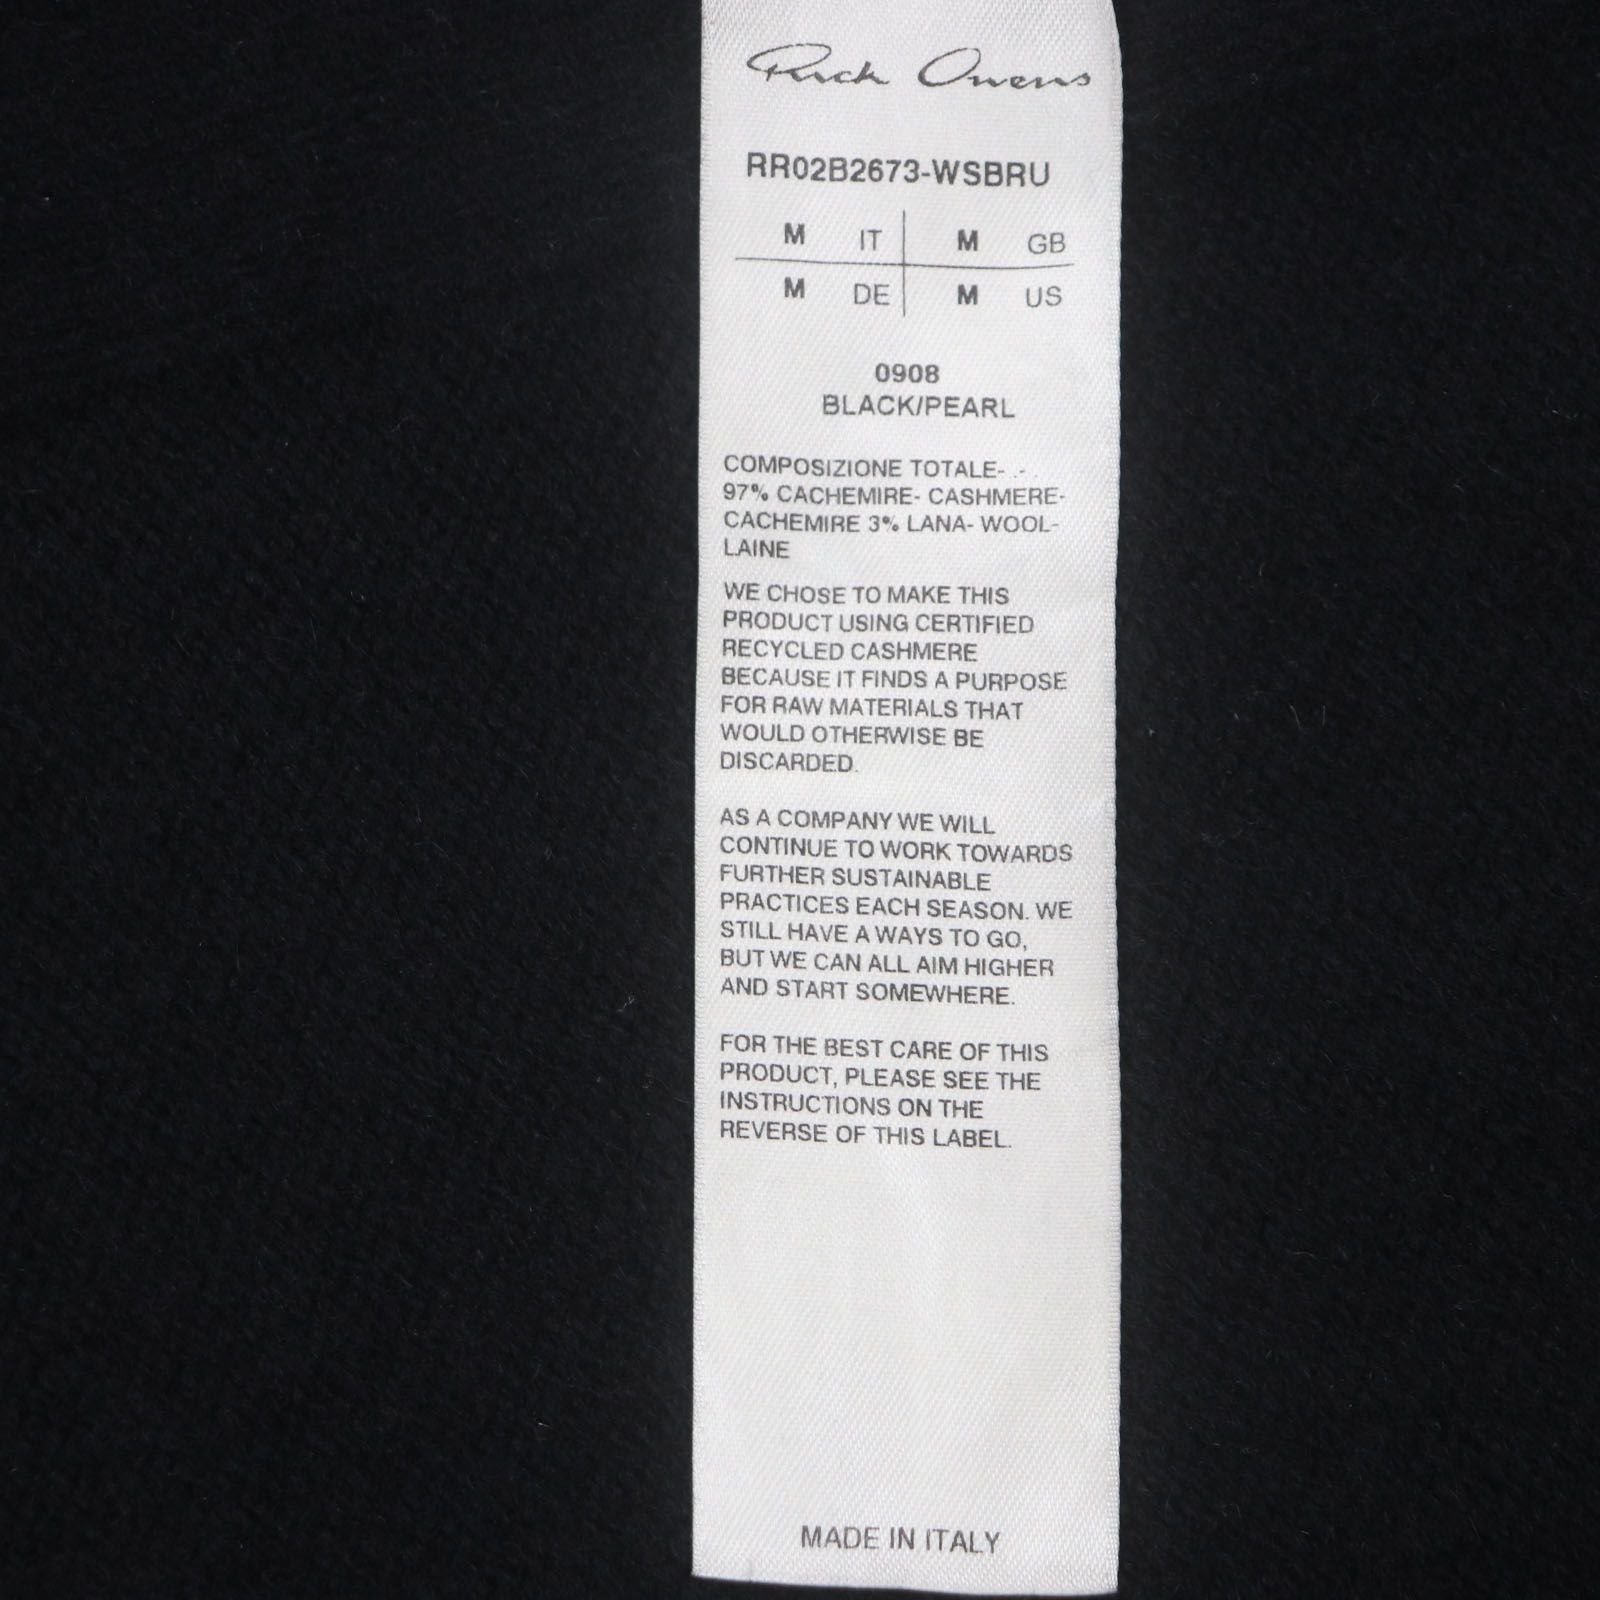 Rick Owens
RR02B2673-WSBRU
M IT M GB
M DE M US
0908
BLACK/PEARL
COMPOSIZIONE TOTALE- .-
97% CACHEMIRE- CASHMERE-
CACHEMIRE 3% LANA- WOOL-
LAINE
WE CHOSE TO MAKE THIS
PRODUCT USING CERTIFIED
RECYCLED CASHMERE
BECAUSE IT FINDS A PURPOSE
FOR RAW MATERIALS THAT
WOULD OTHERWISE BE
DISCARDED.
AS A COMPANY WE WILL
CONTINUE TO WORK TOWARDS
FURTHER SUSTAINABLE
PRACTICES EACH SEASON. WE
STILL HAVE A WAYS TO GO,
BUT WE CAN ALL AIM HIGHER
AND START SOMEWHERE.
FOR THE BEST CARE OF THIS
PRODUCT, PLEASE SEE THE
INSTRUCTIONS ON THE
REVERSE OF THIS LABEL.
MADE IN ITALY